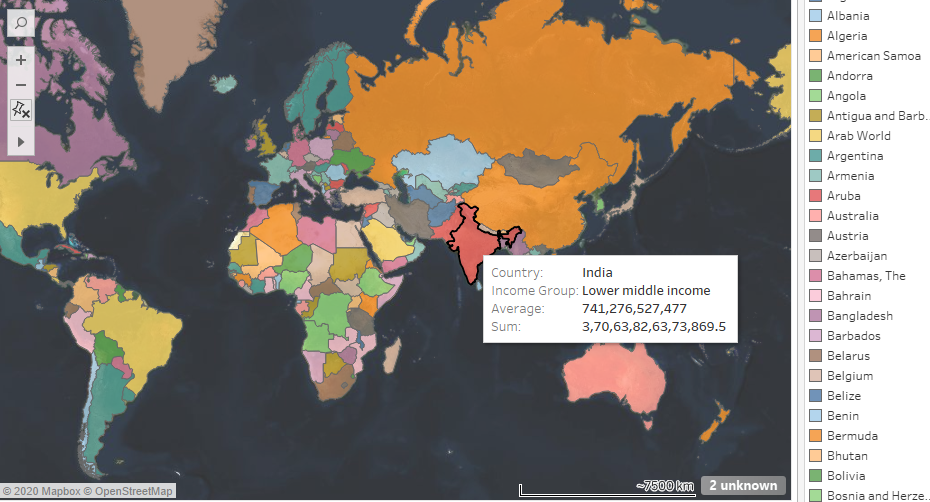 Albania
Algeria
American Samoa
Andorra
Angola
Antigua and Barb..
Arab World
Argentina
Armenia
Aruba
Australia
Austria
Azerbaijan
Bahamas, The
Bahrain
Bangladesh
Barbados
Belarus
Belgium
Belize
Benin
Bermuda
Bhutan
Bolivia
Bosnia and Herze..
Country: India
Income Group: Lower middle income
Average: 741,276,527,477
Sum: 3,70,63,82,63,73,869.5
~7500 km
2 unknown
© 2020 Mapbox © OpenStreetMap